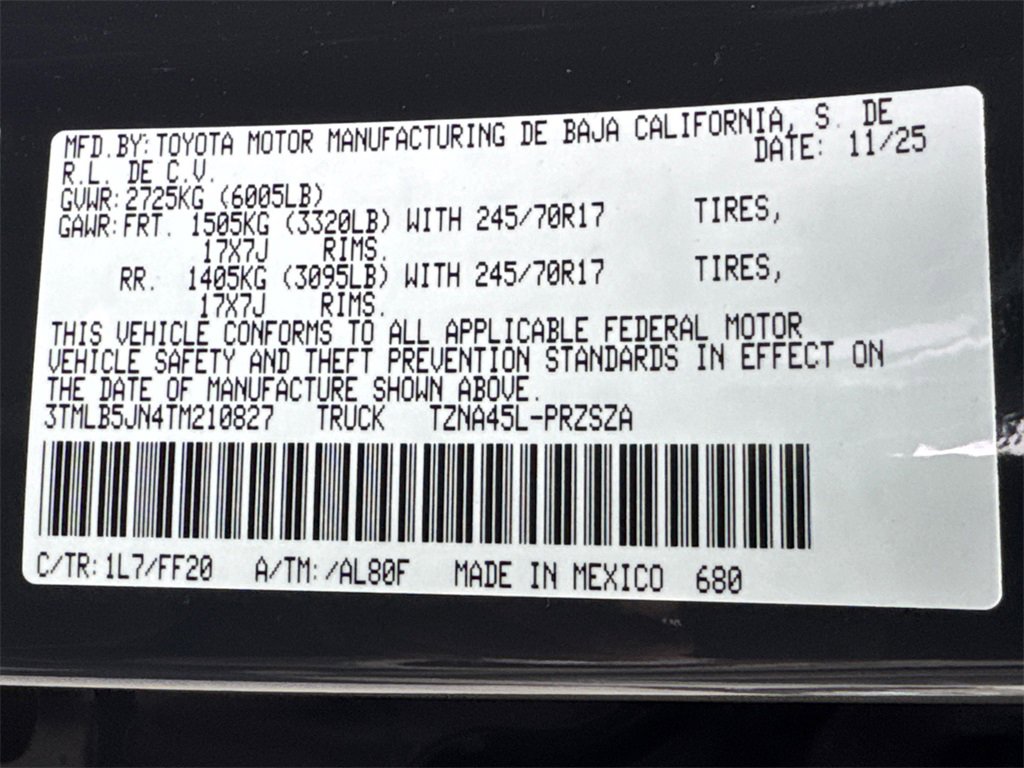 MFD.BY: TOYOTA MOTOR MANUFACTURING DE BAJA CALIFORNIA, S. DE
R.L. DE C.V. DATE: 11/25
GVWR: 2725KG (6005LB)
GAWR: FRT. 1505KG (3320LB) WITH 245/70R17 TIRES,
17X7J RIMS.
RR. 1405KG (3095LB) WITH 245/70R17 TIRES,
17X7J RIMS.
THIS VEHICLE CONFORMS TO ALL APPLICABLE FEDERAL MOTOR
VEHICLE SAFETY AND THEFT PREVENTION STANDARDS IN EFFECT ON
THE DATE OF MANUFACTURE SHOWN ABOVE.
3TMLB5JN4TM210827 TRUCK TZNA45L-PRZSZA
C/TR: 1L7/FF20 A/TM: /AL80F MADE IN MEXICO 680